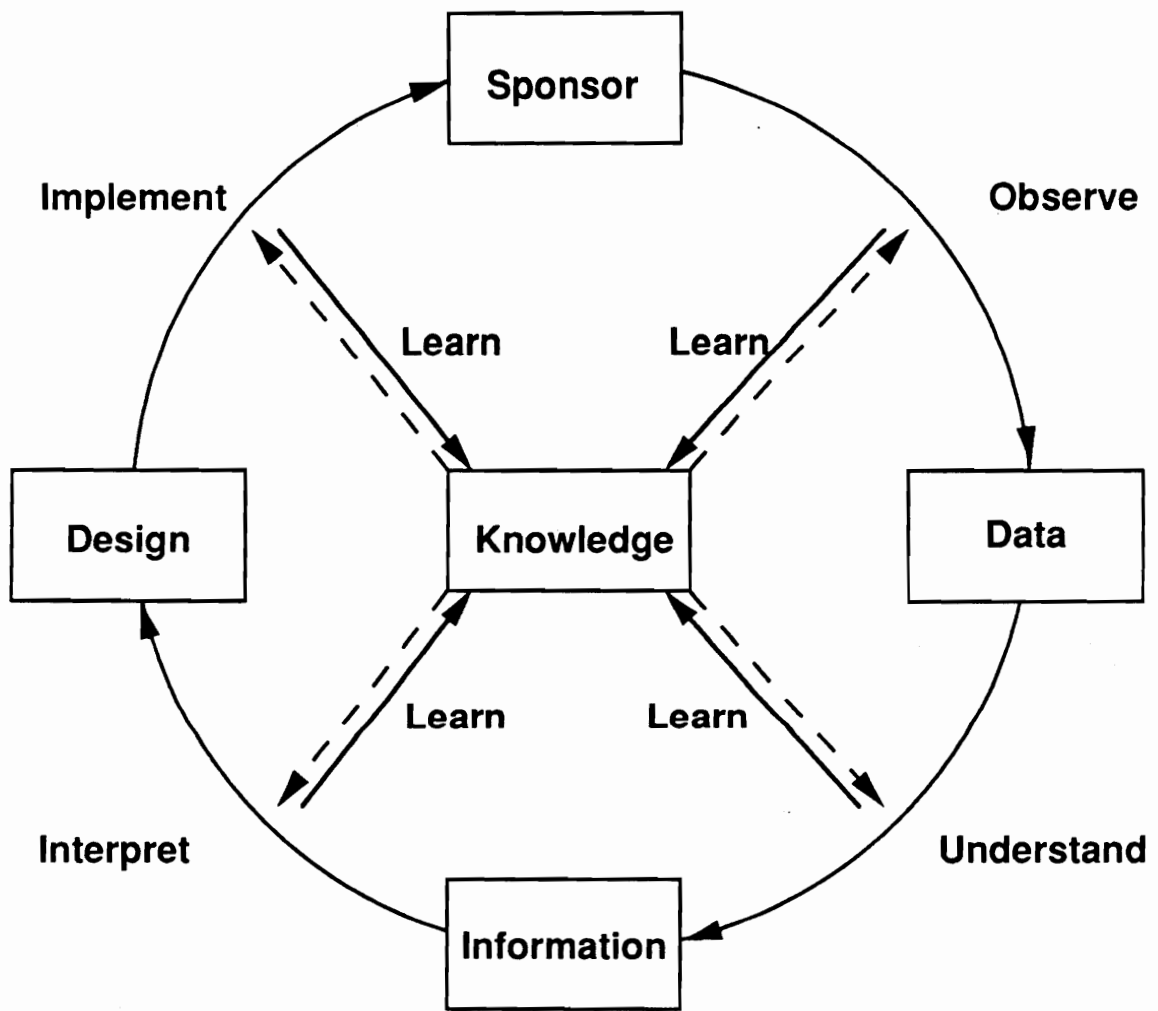 Sponsor
Implement
Observe
Learn
Learn
Design
Knowledge
Data
Learn
Learn
Interpret
Understand
Information